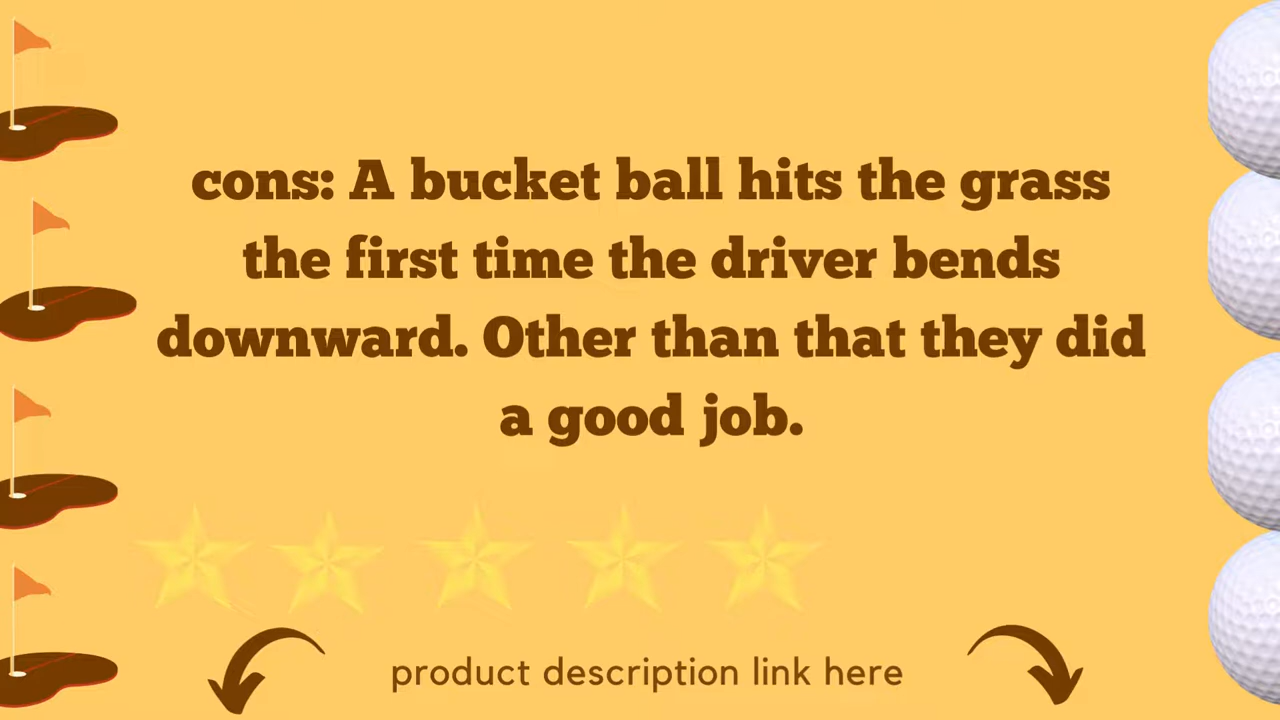 cons: A bucket ball hits the grass
the first time the driver bends
downward. Other than that they did
a good job.
product description link here